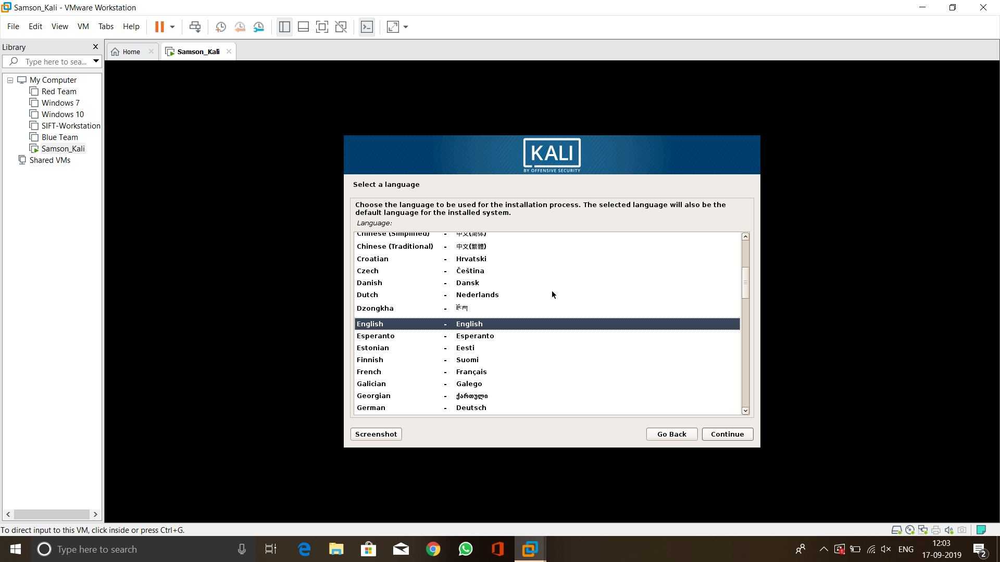 Samson_Kali - VMware Workstation
File Edit View VM Tabs Help
Library
Type here to sea...
Home
Samson_Kali
My Computer
Red Team
Windows 7
Windows 10
SIFT-Workstation
Blue Team
Samson_Kali
Shared VMs
KALI
BY OFFENSIVE SECURITY
Select a language
Choose the language to be used for the installation process. The selected language will also be the
default language for the installed system.
Language:
Chinese (Simplified) - 中文(简体)
Chinese (Traditional) - 中文(繁體)
Croatian - Hrvatski
Czech - Čeština
Danish - Dansk
Dutch - Nederlands
Dzongkha - རྫོང་ཁ།
English - English
Esperanto - Esperanto
Estonian - Eesti
Finnish - Suomi
French - Français
Galician - Galego
Georgian - ქართული
German - Deutsch
Screenshot Go Back Continue
To direct input to this VM, click inside or press Ctrl+G.
Type here to search
ENG
12:03
17-09-2019
2